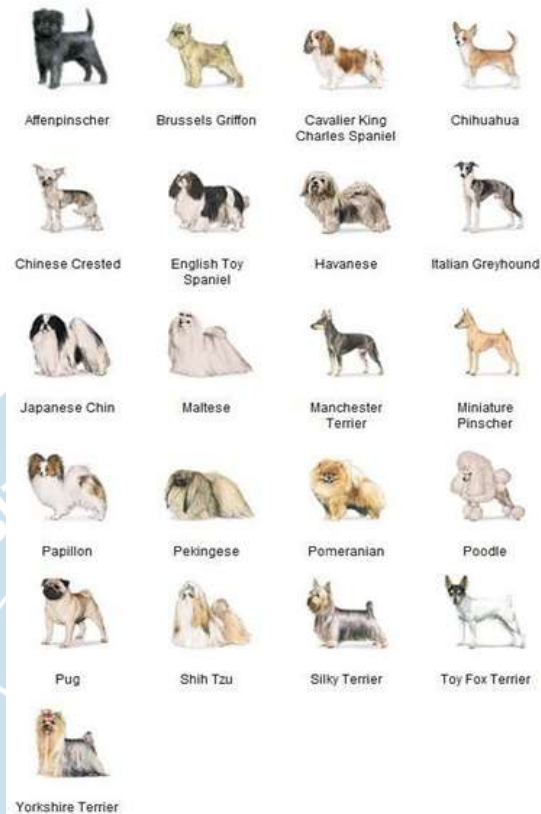 Affenpinscher
Brussels Griffon
Cavalier King
Charles Spaniel
Chihuahua
Chinese Crested
English Toy
Spaniel
Havanese
Italian Greyhound
Japanese Chin
Maltese
Manchester
Terrier
Miniature
Pinscher
Papillon
Pekingese
Pomeranian
Poodle
Pug
Shih Tzu
Silky Terrier
Toy Fox Terrier
Yorkshire Terrier